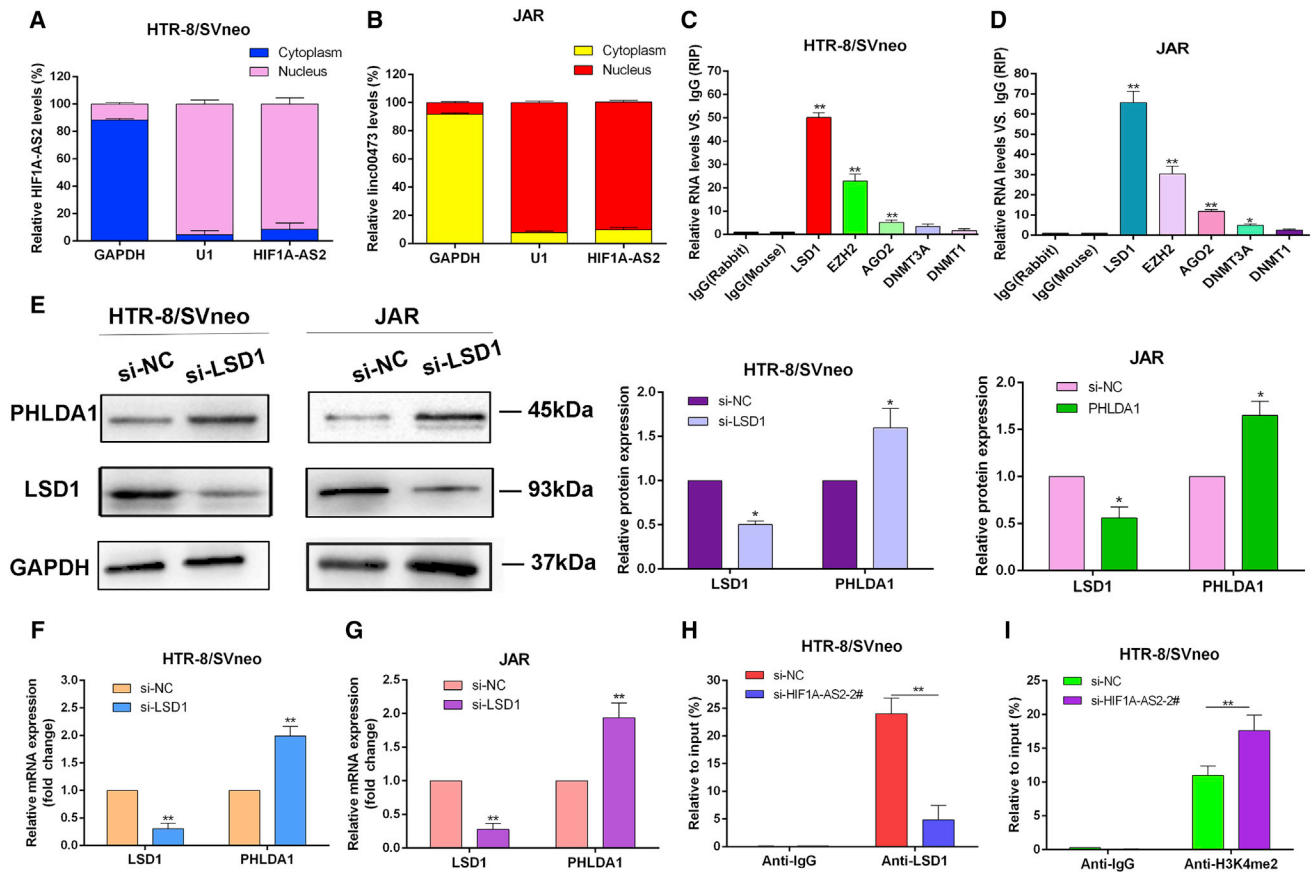 A
HTR-8/SVneo
Cytoplasm
Nucleus
Relative HIF1A-AS2 levels (%)
120
100
80
60
40
20
0
GAPDH
U1
HIF1A-AS2
B
JAR
Cytoplasm
Nucleus
Relative linc00473 levels (%)
120
100
80
60
40
20
0
GAPDH
U1
HIF1A-AS2
C
HTR-8/SVneo
Relative RNA levels VS. IgG (RIP)
70
60
50
40
30
20
10
0
**
**
**
IgG(Rabbit)
IgG(Mouse)
LSD1
EZH2
AGO2
DNMT3A
DNMT1
D
JAR
Relative RNA levels VS. IgG (RIP)
80
70
60
50
40
30
20
10
0
**
**
**
*
IgG(Rabbit)
IgG(Mouse)
LSD1
EZH2
AGO2
DNMT3A
DNMT1
E
HTR-8/SVneo
JAR
si-NC
si-LSD1
si-NC
si-LSD1
PHLDA1
45kDa
LSD1
93kDa
GAPDH
37kDa
HTR-8/SVneo
si-NC
si-LSD1
Relative protein expression
2.0
1.5
1.0
0.5
0.0
*
*
LSD1
PHLDA1
JAR
si-NC
PHLDA1
Relative protein expression
2.0
1.5
1.0
0.5
0.0
*
*
LSD1
PHLDA1
F
HTR-8/SVneo
si-NC
si-LSD1
Relative mRNA expression
(fold change)
3.0
2.5
2.0
1.5
1.0
0.5
0.0
**
**
LSD1
PHLDA1
G
JAR
si-NC
si-LSD1
Relative mRNA expression
(fold change)
2.5
2.0
1.5
1.0
0.5
0.0
**
**
LSD1
PHLDA1
H
HTR-8/SVneo
si-NC
si-HIF1A-AS2-2#
Relative to input (%)
30
25
20
15
10
5
0
**
Anti-IgG
Anti-LSD1
I
HTR-8/SVneo
si-NC
si-HIF1A-AS2-2#
Relative to input (%)
25
20
15
10
5
0
**
Anti-IgG
Anti-H3K4me2